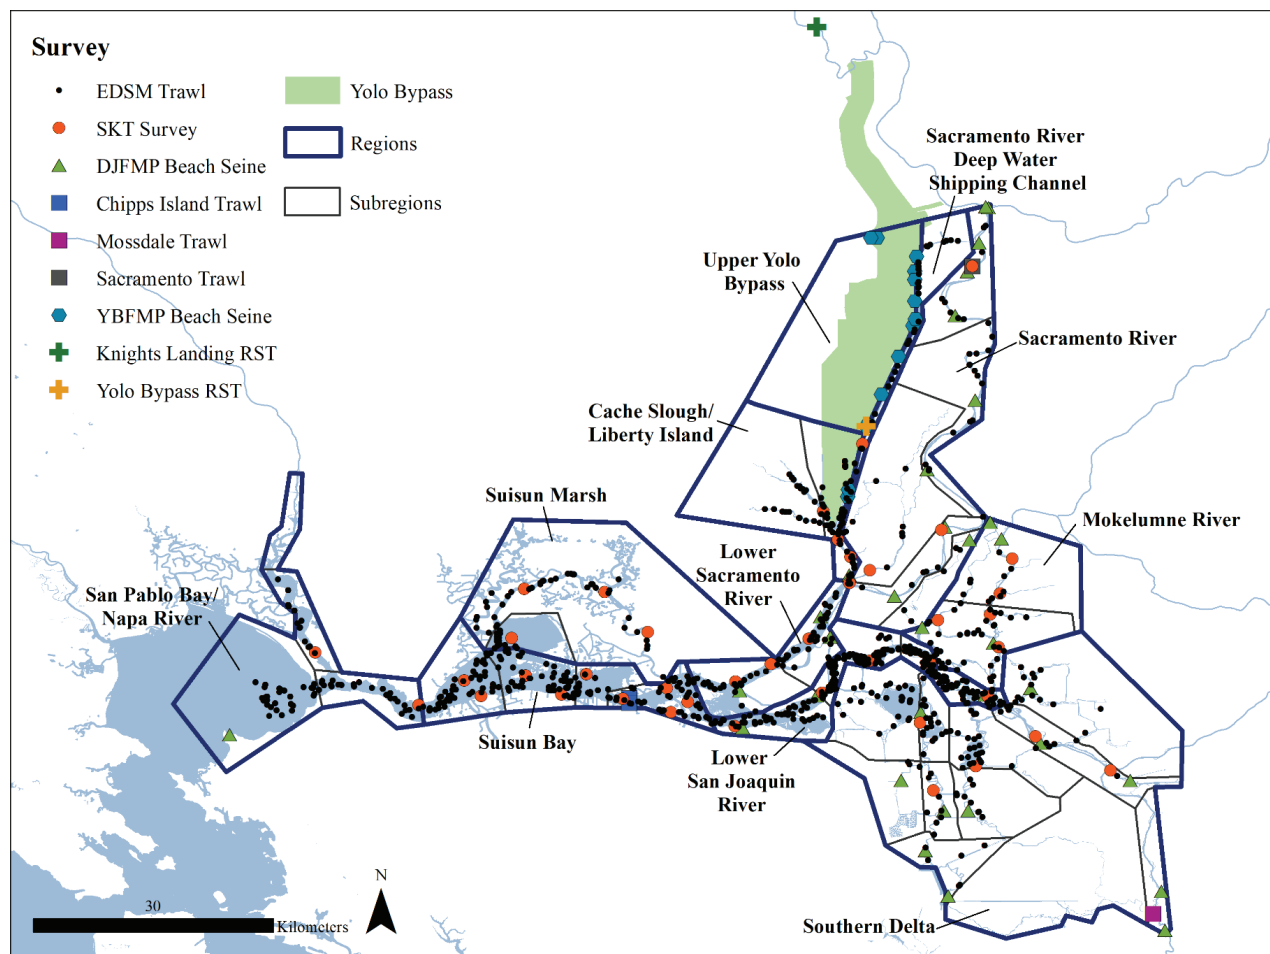 Survey
EDSM Trawl
SKT Survey
DJFMP Beach Seine
Chipps Island Trawl
Mossdale Trawl
Sacramento Trawl
YBFMP Beach Seine
Knights Landing RST
Yolo Bypass RST
Yolo Bypass
Regions
Subregions
Sacramento River
Deep Water
Shipping Channel
Upper Yolo
Bypass
Sacramento River
Cache Slough/
Liberty Island
Suisun Marsh
Mokelumne River
Lower
Sacramento
River
San Pablo Bay/
Napa River
Suisun Bay
Lower
San Joaquin
River
Southern Delta
30
Kilometers
N